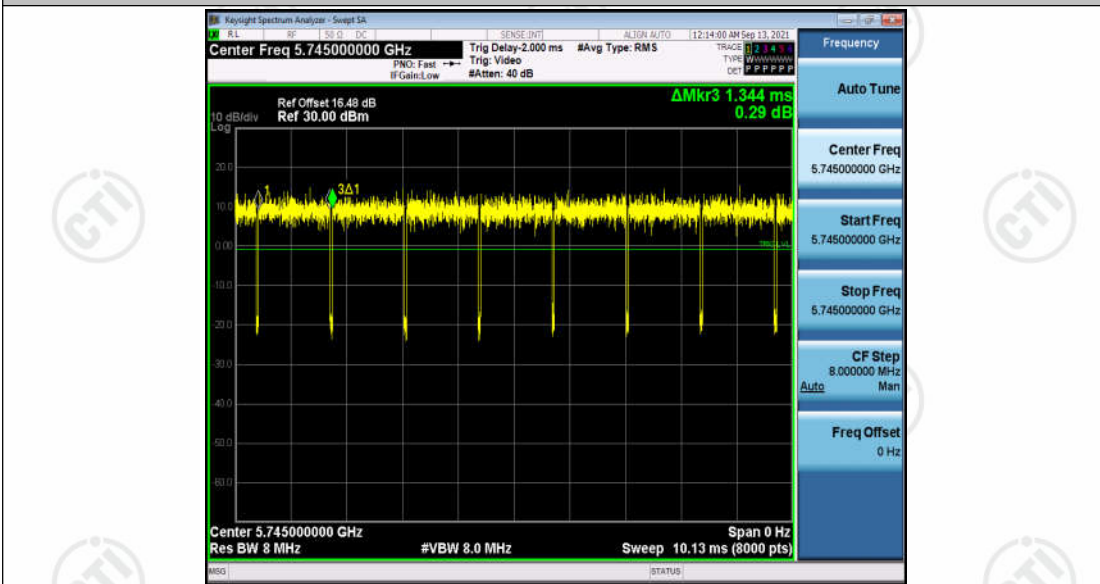 Keysight Spectrum Analyzer - Swept SA
RL RF 50 Ω DC SENSE:INT ALIGN AUTO 12:14:00 AM Sep 13, 2021
Center Freq 5.745000000 GHz
PNO: Fast
IFGain:Low
Trig Delay-2.000 ms
Trig: Video
#Atten: 40 dB
#Avg Type: RMS
TRACE 1 2 3 4 5 6
TYPE WWWWWW
DET P P P P P P
Ref Offset 16.48 dB
10 dB/div Ref 30.00 dBm
Log
ΔMkr3 1.344 ms
0.29 dB
20.0
1
3Δ1
10.0
0.00
TRIG LVL
-10.0
-20.0
-30.0
-40.0
-50.0
-60.0
Center 5.745000000 GHz
Span 0 Hz
Res BW 8 MHz
#VBW 8.0 MHz
Sweep 10.13 ms (8000 pts)
MSG
STATUS
Frequency
Auto Tune
Center Freq
5.745000000 GHz
Start Freq
5.745000000 GHz
Stop Freq
5.745000000 GHz
CF Step
8.000000 MHz
Auto Man
Freq Offset
0 Hz
CTI
CTI